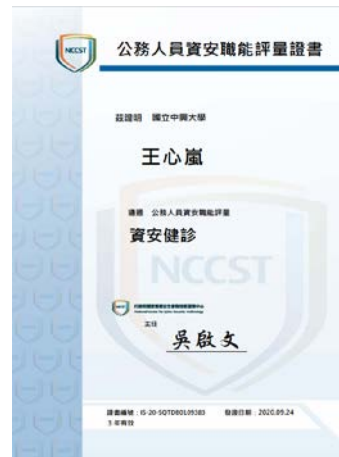 NCCST
公務人員資安職能評量證書
茲證明 國立中興大學
王心嵐
通過 公務人員資安職能評量
資安健診
NCCST
主任
吳啟文
發證日期：2020.09.24
3 年有效